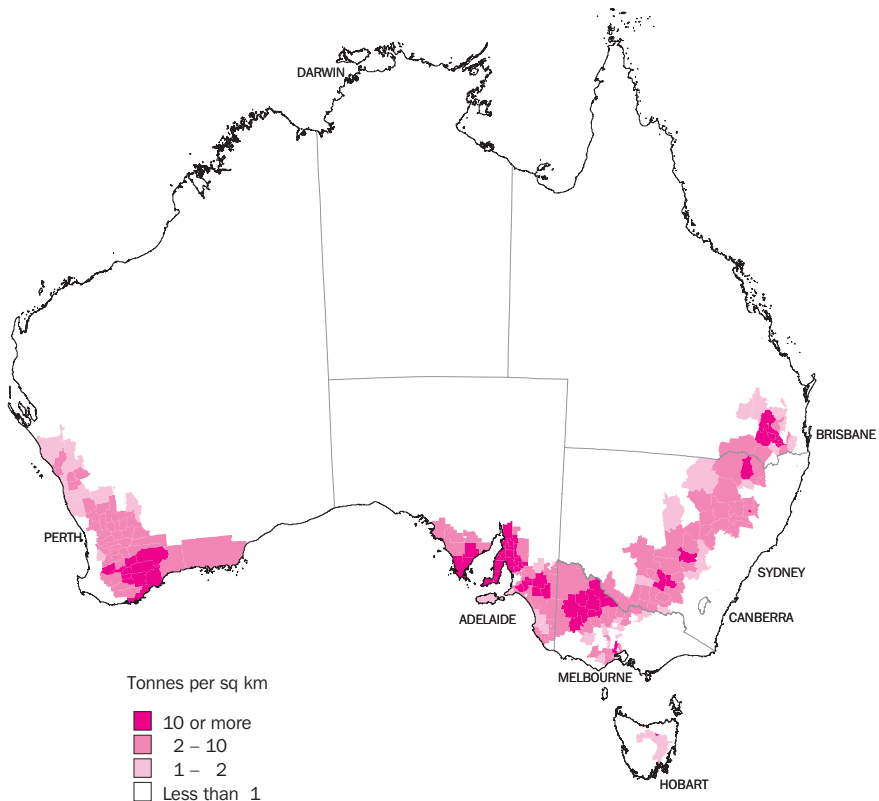 DARWIN
BRISBANE
PERTH
SYDNEY
ADELAIDE
CANBERRA
MELBOURNE
Tonnes per sq km
10 or more
2 – 10
1 – 2
Less than 1
HOBART